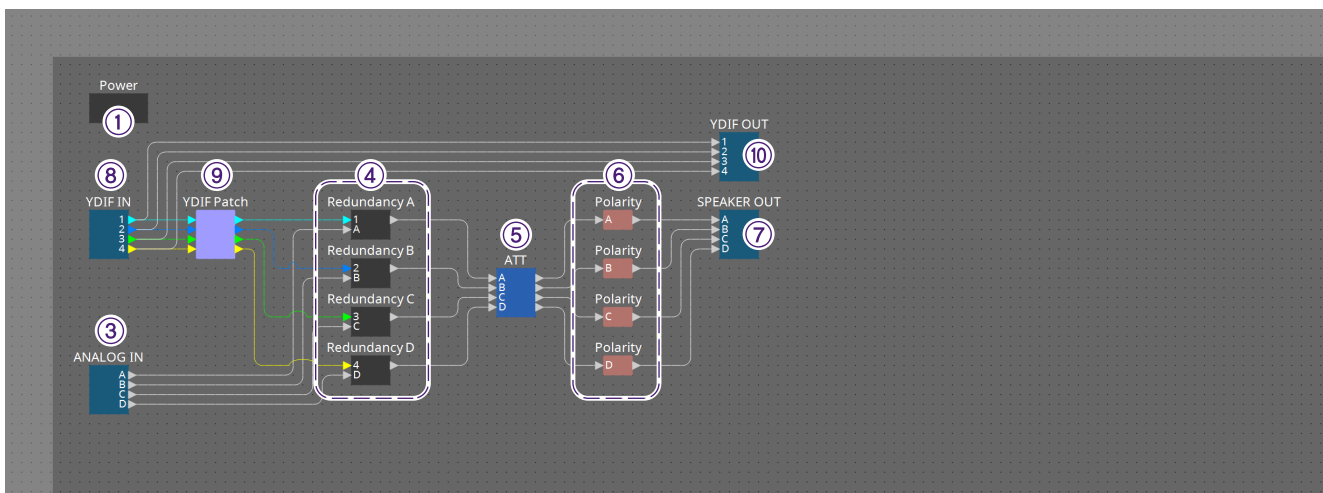 Power
①
YDIF OUT
1
2
3
4
⑩
⑧
⑨
④
⑥
YDIF IN
1
2
3
4
YDIF Patch
Redundancy A
1
A
Redundancy B
2
B
Redundancy C
3
C
Redundancy D
4
D
⑤
ATT
A
B
C
D
Polarity
A
Polarity
B
Polarity
C
Polarity
D
SPEAKER OUT
A
B
C
D
⑦
③
ANALOG IN
A
B
C
D